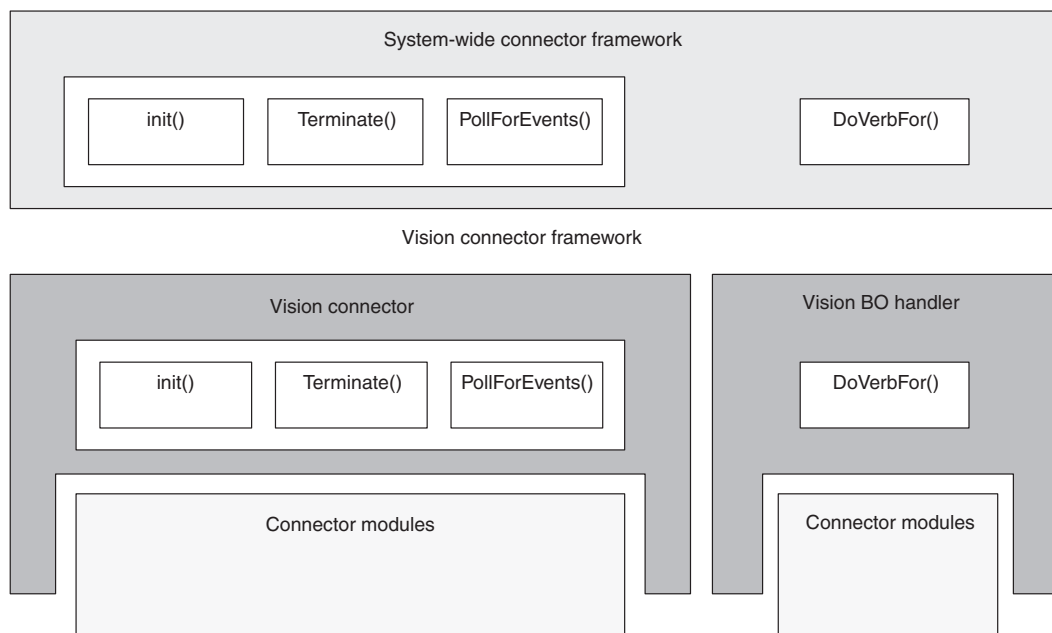 System-wide connector framework
init()
Terminate()
PollForEvents()
DoVerbFor()
Vision connector framework
Vision connector
init()
Terminate()
PollForEvents()
Connector modules
Vision BO handler
DoVerbFor()
Connector modules